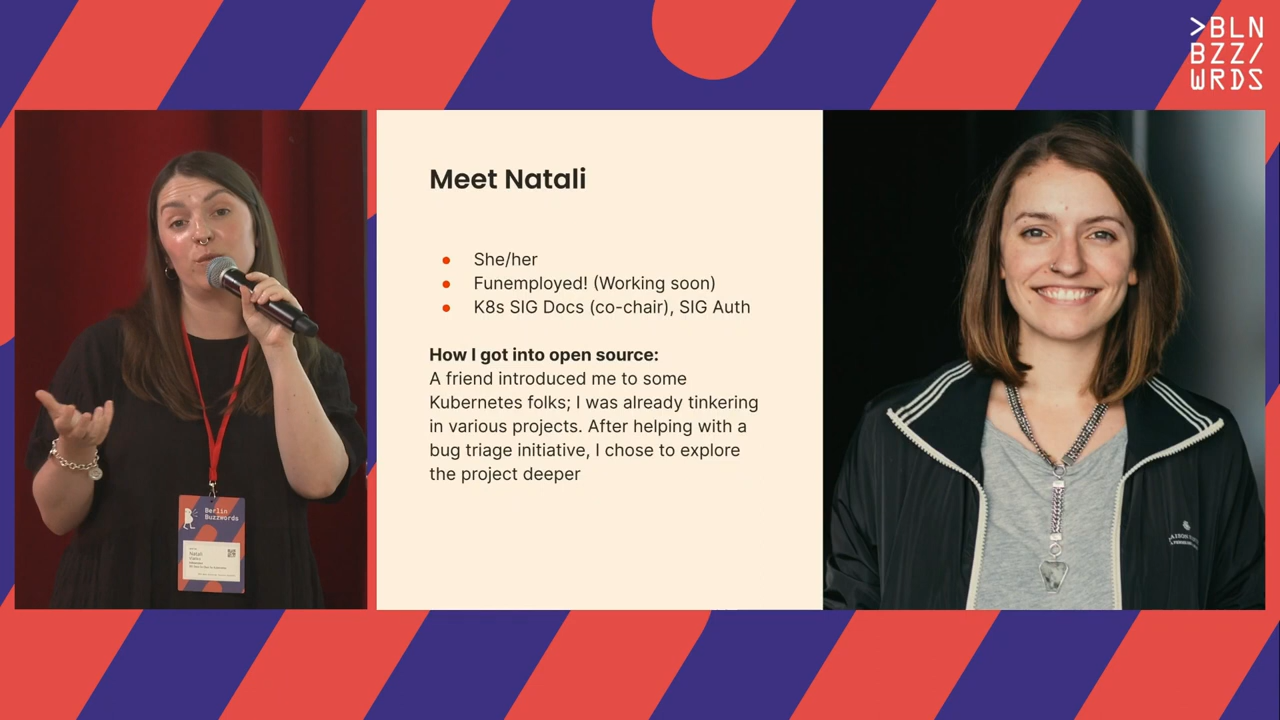 >BLN
BZZ/
WRDS
Meet Natali
● She/her
● Funemployed! (Working soon)
● K8s SIG Docs (co-chair), SIG Auth
How I got into open source:
A friend introduced me to some
Kubernetes folks; I was already tinkering
in various projects. After helping with a
bug triage initiative, I chose to explore
the project deeper
Berlin
Buzzwords
Natali